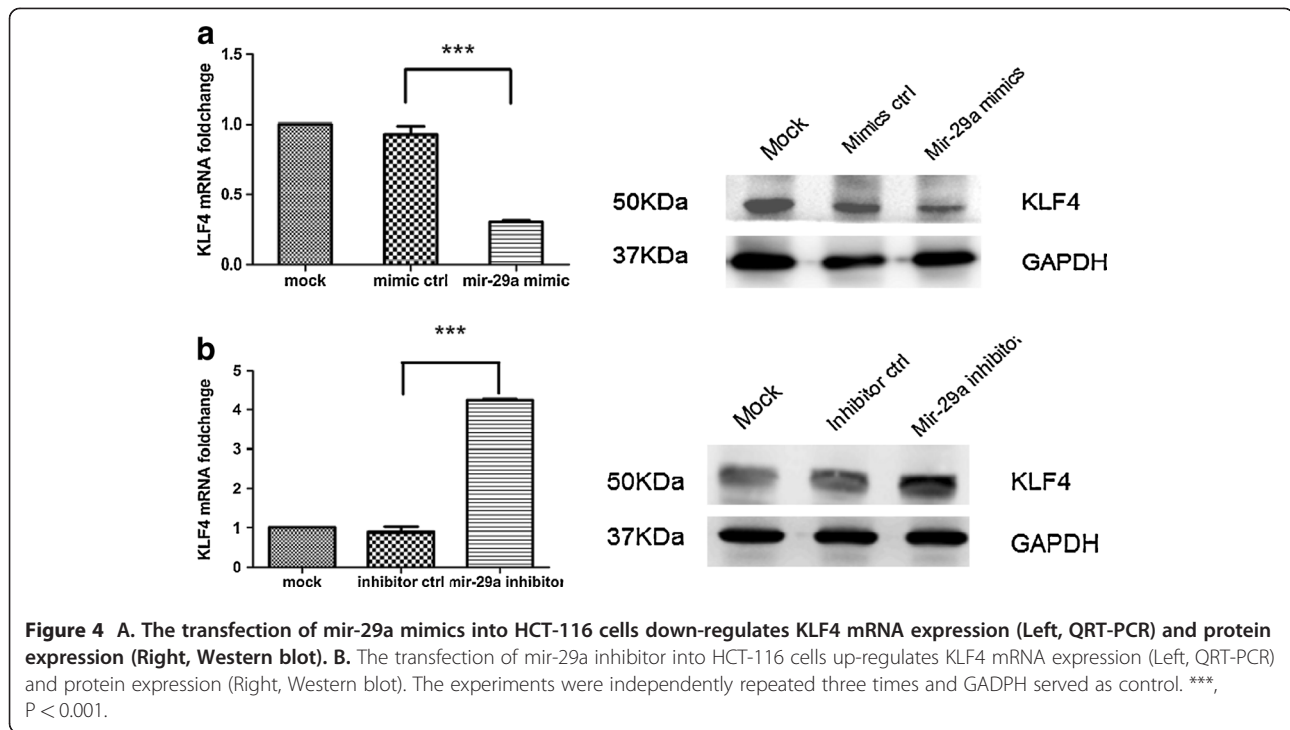 a
1.5
1.0
0.5
0.0
KLF4 mRNA foldchange
***
mock mimic ctrl mir-29a mimic
Mock Mimics ctrl Mir-29a mimics
50KDa KLF4
37KDa GAPDH
b
5
4
3
2
1
0
KLF4 mRNA foldchange
***
mock inhibitor ctrl mir-29a inhibitor
Mock Inhibitor ctrl Mir-29a inhibitor
50KDa KLF4
37KDa GAPDH
Figure 4 A. The transfection of mir-29a mimics into HCT-116 cells down-regulates KLF4 mRNA expression (Left, QRT-PCR) and protein
expression (Right, Western blot). B. The transfection of mir-29a inhibitor into HCT-116 cells up-regulates KLF4 mRNA expression (Left, QRT-PCR)
and protein expression (Right, Western blot). The experiments were independently repeated three times and GADPH served as control. ***,
P < 0.001.